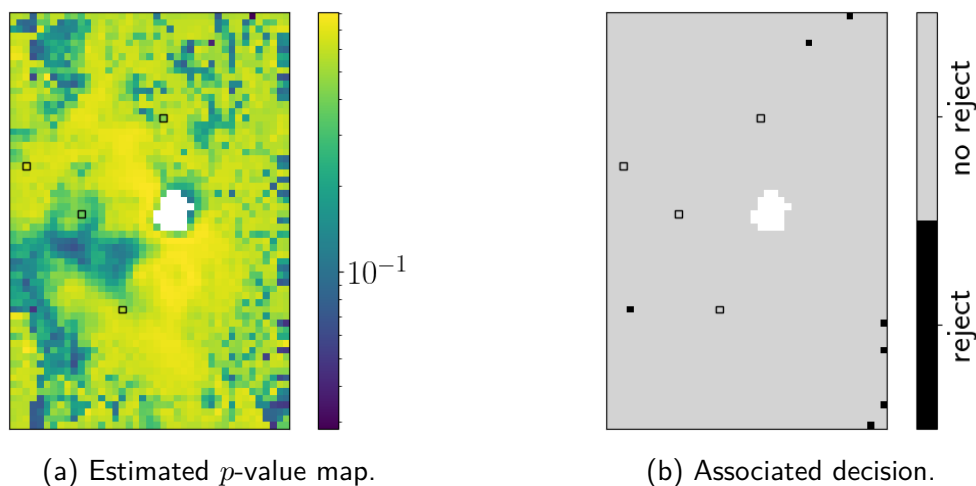 10⁻¹
no reject
reject
(a) Estimated p-value map.
(b) Associated decision.